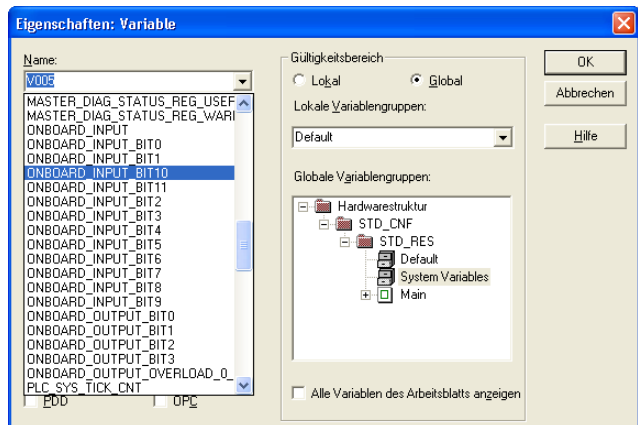 Eigenschaften: Variable
Name:
V005
MASTER_DIAG_STATUS_REG_USEF
MASTER_DIAG_STATUS_REG_WARI
ONBOARD_INPUT
ONBOARD_INPUT_BIT0
ONBOARD_INPUT_BIT1
ONBOARD_INPUT_BIT10
ONBOARD_INPUT_BIT11
ONBOARD_INPUT_BIT2
ONBOARD_INPUT_BIT3
ONBOARD_INPUT_BIT4
ONBOARD_INPUT_BIT5
ONBOARD_INPUT_BIT6
ONBOARD_INPUT_BIT7
ONBOARD_INPUT_BIT8
ONBOARD_INPUT_BIT9
ONBOARD_OUTPUT_BIT0
ONBOARD_OUTPUT_BIT1
ONBOARD_OUTPUT_BIT2
ONBOARD_OUTPUT_BIT3
ONBOARD_OUTPUT_OVERLOAD_0_
PLC_SYS_TICK_CNT
PDD OPC
Gültigkeitsbereich
Lokal Global
Lokale Variablengruppen:
Default
Globale Variablengruppen:
Hardwarestruktur
STD_CNF
STD_RES
Default
System Variables
Main
Alle Variablen des Arbeitsblatts anzeigen
OK
Abbrechen
Hilfe